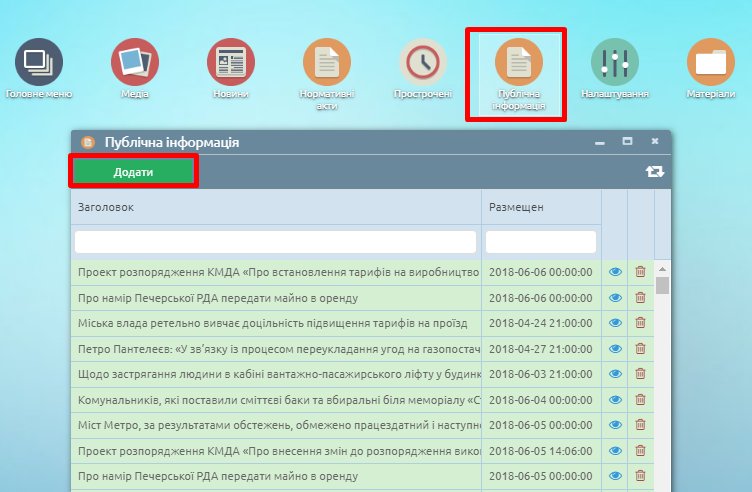 Головне меню
Медіа
Новини
Нормативні
акти
Прострочені
Публічна
інформація
Налаштування
Матеріали
Публічна інформація
Додати
Заголовок Размещен
Проект розпорядження КМДА «Про встановлення тарифів на виробництво 2018-06-06 00:00:00
Про намір Печерської РДА передати майно в оренду 2018-06-06 00:00:00
Міська влада ретельно вивчає доцільність підвищення тарифів на проїзд 2018-04-24 21:00:00
Петро Пантелеєв: «У зв’язку із процесом переукладання угод на газопостач 2018-04-27 21:00:00
Щодо застрягання людини в кабіні вантажно-пасажирського ліфту у будинк 2018-06-03 21:00:00
Комунальників, які поставили сміттєві баки та вбиральні біля меморіалу «Ст 2018-06-04 00:00:00
Міст Метро, за результатами обстежень, обмежено працездатний і наступно 2018-06-05 00:00:00
Проект розпорядження КМДА «Про внесення змін до розпорядження вико 2018-06-05 14:06:00
Про намір Печерської РДА передати майно в оренду 2018-06-05 00:00:00